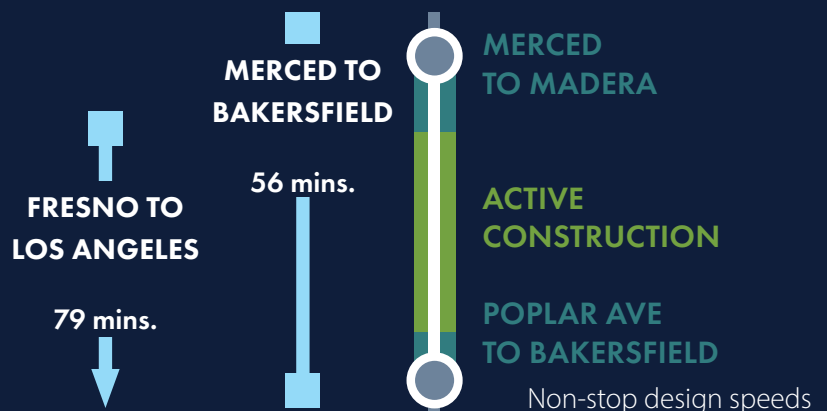 MERCED TO
BAKERSFIELD
56 mins.
FRESNO TO
LOS ANGELES
79 mins.
MERCED
TO MADERA
ACTIVE
CONSTRUCTION
POPLAR AVE
TO BAKERSFIELD
Non-stop design speeds